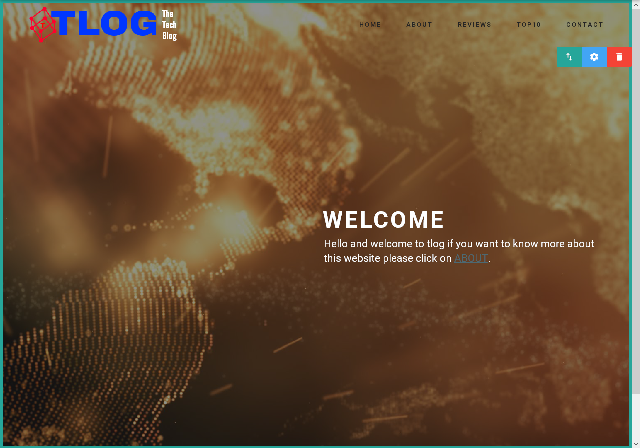 TLOG
The
Tech
Blog
HOME ABOUT REVIEWS TOP10 CONTACT
WELCOME
Hello and welcome to tlog if you want to know more about
this website please click on ABOUT.